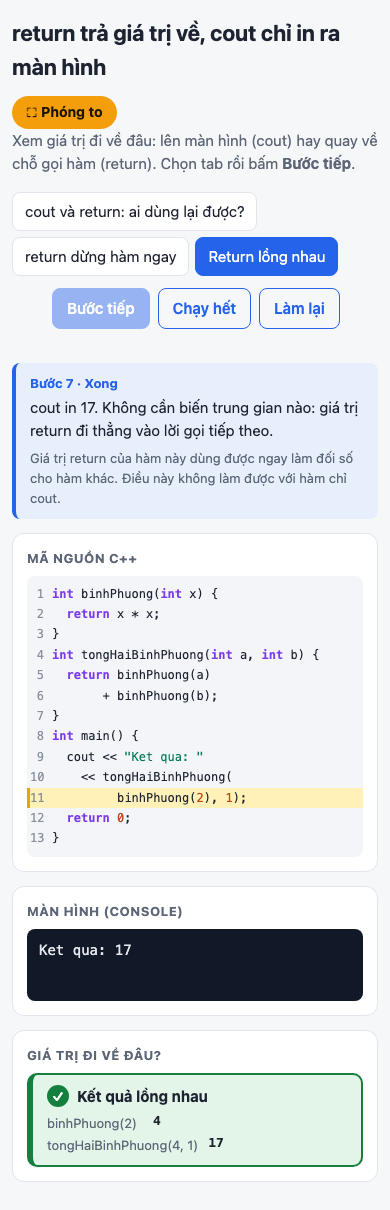 return trả giá trị về, cout chỉ in ra
màn hình
Phóng to
Xem giá trị đi về đâu: lên màn hình (cout) hay quay về
chỗ gọi hàm (return). Chọn tab rồi bấm Bước tiếp.
cout và return: ai dùng lại được?
return dừng hàm ngay
Return lồng nhau
Bước tiếp
Chạy hết
Làm lại
Bước 7 · Xong
cout in 17. Không cần biến trung gian nào: giá trị
return đi thẳng vào lời gọi tiếp theo.
Giá trị return của hàm này dùng được ngay làm đối số
cho hàm khác. Điều này không làm được với hàm chỉ
cout.
MÃ NGUỒN C++
1 int binhPhuong(int x) {
2   return x * x;
3 }
4 int tongHaiBinhPhuong(int a, int b) {
5   return binhPhuong(a)
6        + binhPhuong(b);
7 }
8 int main() {
9   cout << "Ket qua: "
10     << tongHaiBinhPhuong(
11          binhPhuong(2), 1);
12   return 0;
13 }
MÀN HÌNH (CONSOLE)
Ket qua: 17
GIÁ TRỊ ĐI VỀ ĐÂU?
Kết quả lồng nhau
binhPhuong(2) 4
tongHaiBinhPhuong(4, 1) 17